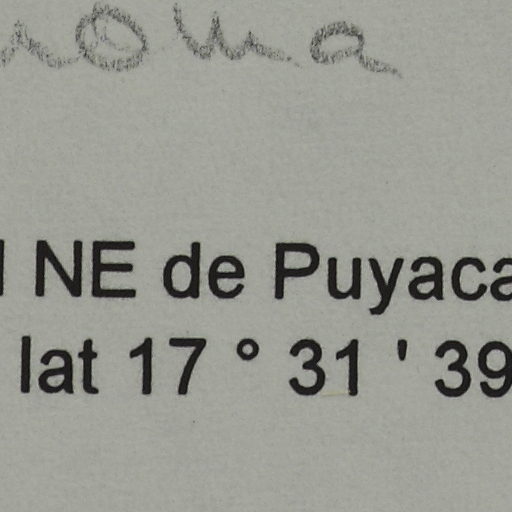 NE de Puyaca
lat 17 ° 31 ' 39